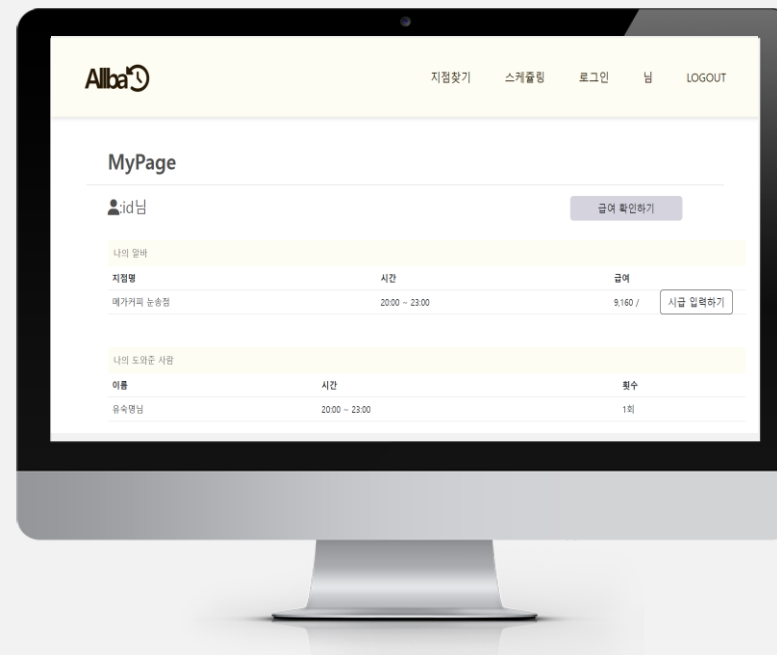 Allba
지점찾기 스케쥴링 로그인 님 LOGOUT
MyPage
:id님
급여 확인하기
나의 알바
지점명 시간 급여
메가커피 눈송점 20:00 ~ 23:00 9,160 / 시급 입력하기
나의 도와준 사람
이름 시간 횟수
유숙명님 20:00 ~ 23:00 1회